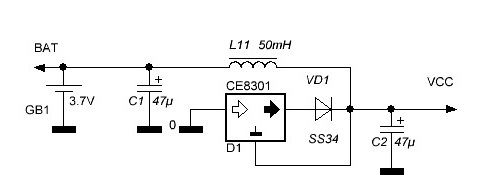 L11 50mH
BAT
CE8301
VD1
VCC
+
3.7V
C1 47µ
GB1
0
D1
SS34
+
C2 47µ